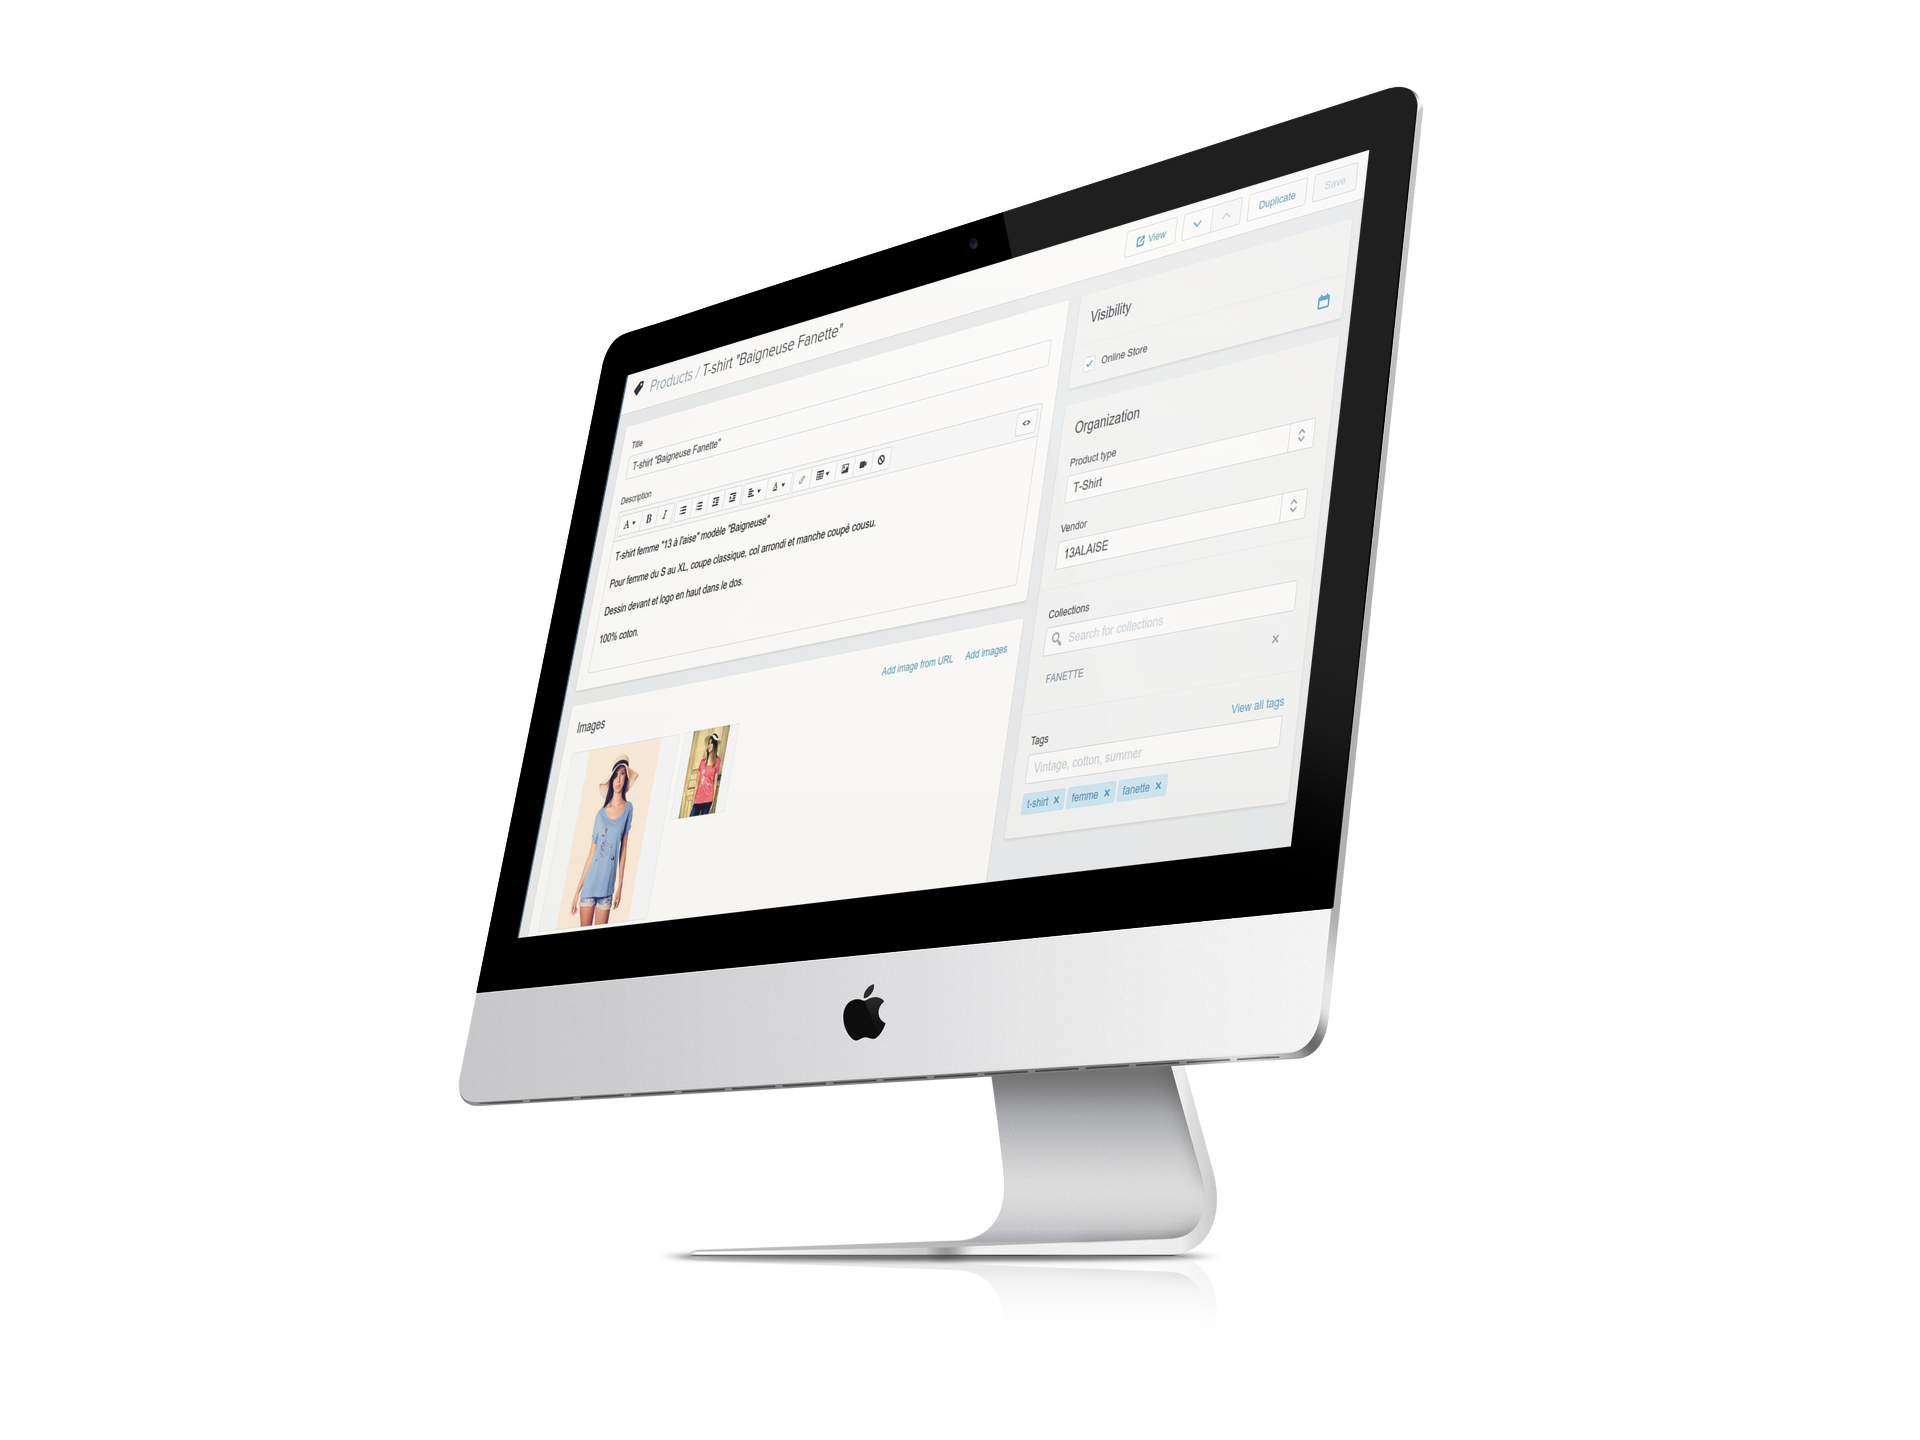 View
Duplicate
Save
Products / T-shirt "Baigneuse Fanette"
Title
T-shirt "Baigneuse Fanette"
Description
A B I A
<>
T-shirt femme "13 à l'aise" modèle "Baigneuse"
Pour femme du S au XL, coupe classique, col arrondi et manche coupé cousu.
Dessin devant et logo en haut dans le dos.
100% coton.
Add image from URL Add images
Images
Visibility
Online Store
Organization
Product type
T-Shirt
Vendor
13ALAISE
Collections
Search for collections
FANETTE x
View all tags
Tags
Vintage, cotton, summer
t-shirt x femme x fanette x